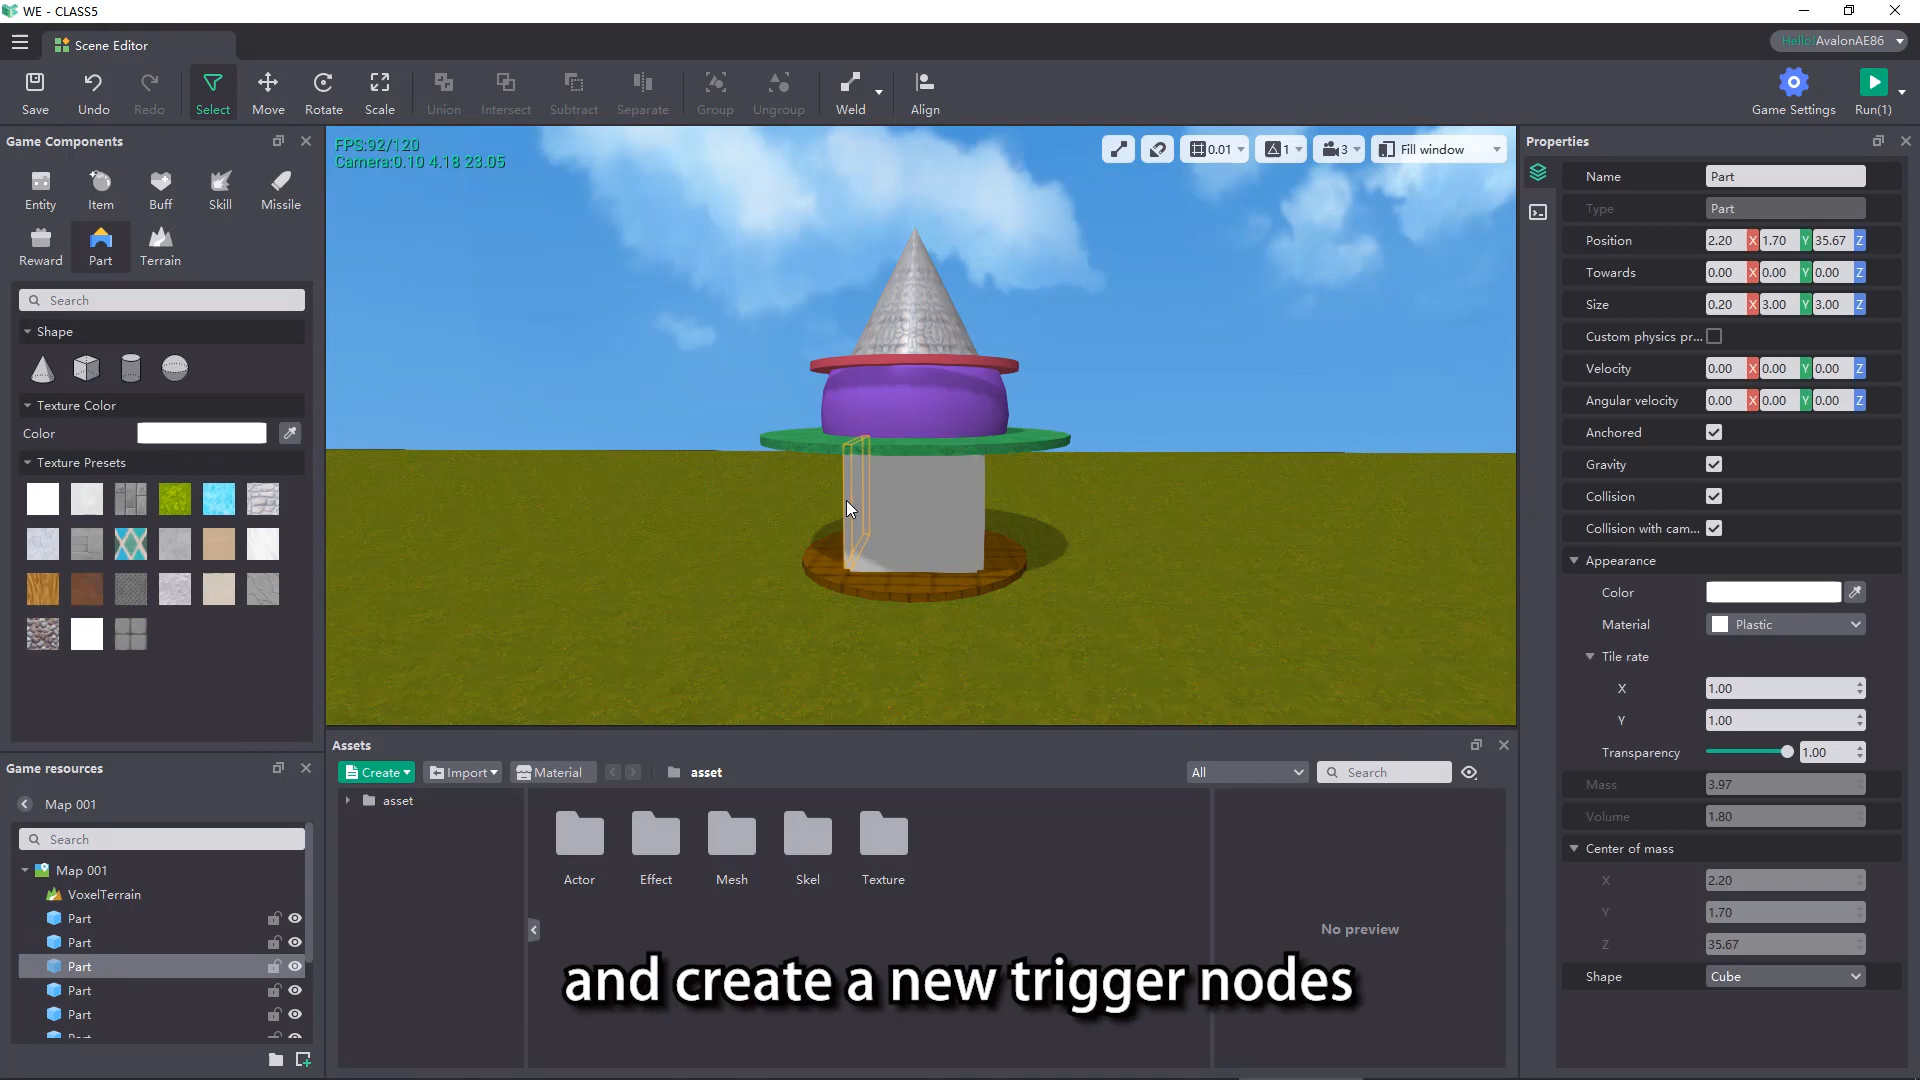 WE - CLASS5
Scene Editor
Hello! AvalonAE86
Save
Undo
Redo
Select
Move
Rotate
Scale
Union
Intersect
Subtract
Separate
Group
Ungroup
Weld
Align
Game Settings
Run(1)
Game Components
Entity
Item
Buff
Skill
Missile
Reward
Part
Terrain
Search
Shape
Texture Color
Color
Texture Presets
FPS:92/120
Camera:0.10 4.18 23.05
0.01
1
3
Fill window
Properties
Name Part
Type Part
Position 2.20 X 1.70 Y 35.67 Z
Towards 0.00 X 0.00 Y 0.00 Z
Size 0.20 X 3.00 Y 3.00 Z
Custom physics pr...
Velocity 0.00 X 0.00 Y 0.00 Z
Angular velocity 0.00 X 0.00 Y 0.00 Z
Anchored
Gravity
Collision
Collision with cam...
Appearance
Color
Material Plastic
Tile rate
X 1.00
Y 1.00
Transparency 1.00
Mass 3.97
Volume 1.80
Center of mass
X 2.20
Y 1.70
Z 35.67
Shape Cube
Game resources
Map 001
Search
Map 001
VoxelTerrain
Part
Part
Part
Part
Part
Part
Assets
Create
Import
Material
asset
All
Search
asset
Actor
Effect
Mesh
Skel
Texture
No preview
and create a new trigger nodes